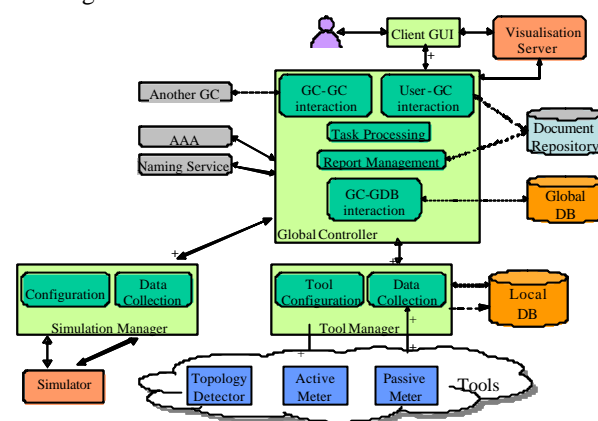 Client GUI
Visualisation
Server
+
Another GC
GC-GC
interaction
User-GC
interaction
AAA
Naming Service
Task Processing
Report Management
Document
Repository
GC-GDB
interaction
Global
DB
Global Controller
+
+
Configuration
Data
Collection
Simulation Manager
Tool
Configuration
Data
Collection
+
Tool Manager
Local
DB
+
+
Simulator
Topology
Detector
Active
Meter
Passive
Meter
Tools